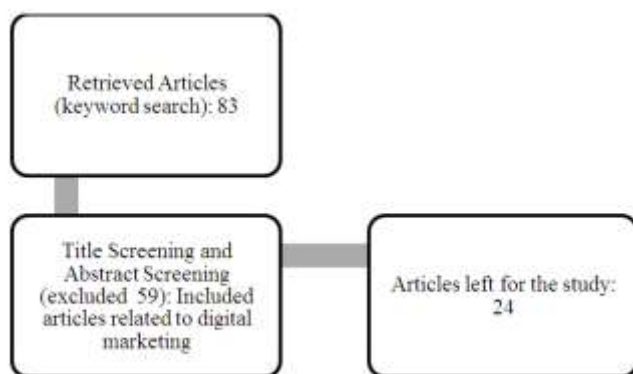 Retrieved Articles
(keyword search): 83
Title Screening and
Abstract Screening
(excluded 59): Included
articles related to digital
marketing
Articles left for the study:
24